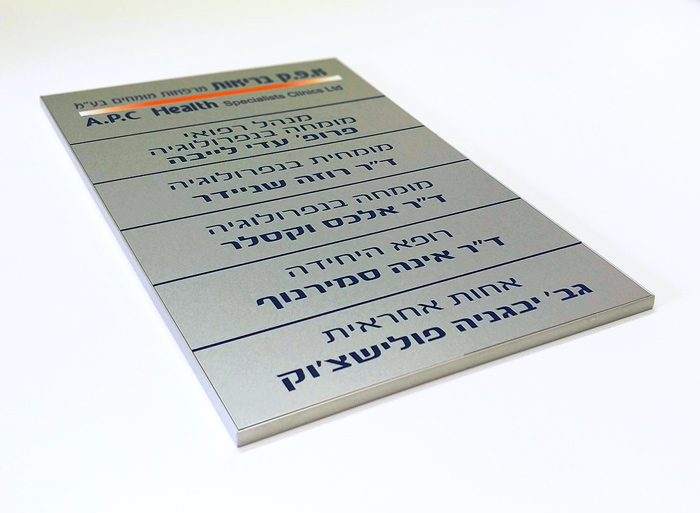 א.פ.ק בריאות מרפאות מומחים בע"מ
A.P.C Health Specialists Clinics Ltd
מנהל רפואי
מומחה בנפרולוגיה
פרופ' עדי לייבה
מומחית בנפרולוגיה
ד"ר רוזה שניידר
מומחה בנפרולוגיה
ד"ר אלכס וקסלר
רופא היחידה
ד"ר אינה סמירנוף
אחות אחראית
גב' יבגניה פולישצ'וק